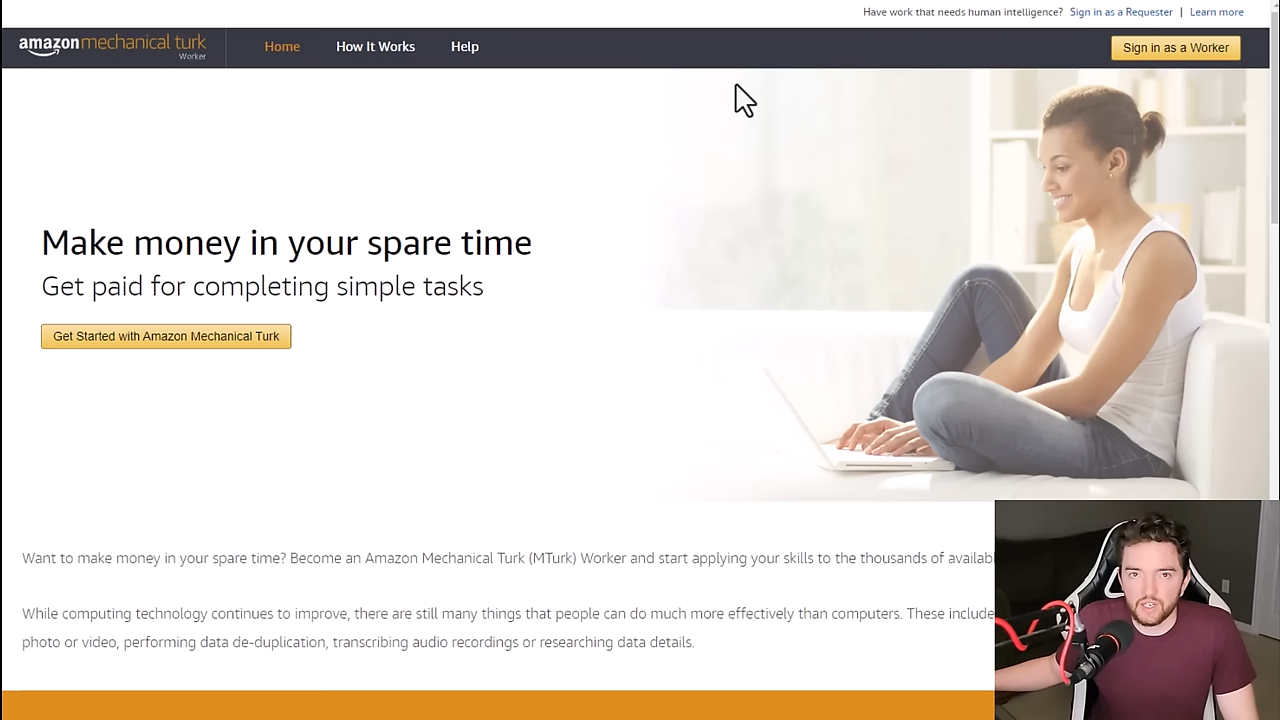 Have work that needs human intelligence? Sign in as a Requester | Learn more
amazonmechanical turk
Worker
Home
How It Works
Help
Sign in as a Worker
Make money in your spare time
Get paid for completing simple tasks
Get Started with Amazon Mechanical Turk
Want to make money in your spare time? Become an Amazon Mechanical Turk (MTurk) Worker and start applying your skills to the thousands of availab
While computing technology continues to improve, there are still many things that people can do much more effectively than computers. These include
photo or video, performing data de-duplication, transcribing audio recordings or researching data details.